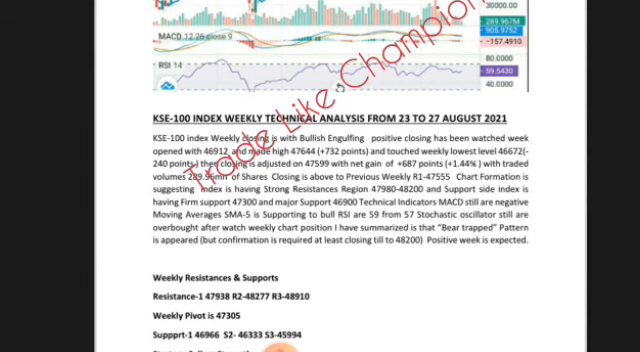 30000.00
289.967M
905.9752
MACD 12 26 close 9
-157.4910
80.0000
RSI 14
59.5430
40.0000
Trade Like Champion
KSE-100 INDEX WEEKLY TECHNICAL ANALYSIS FROM 23 TO 27 AUGUST 2021
KSE-100 index Weekly closing is with Bullish Engulfing positive closing has been watched week
opened with 46912 and made high 47644 (+732 points) and touched weekly lowest level 46672(-
240 points) then closing is adjusted on 47599 with net gain of +687 points (+1.44%) with traded
volumes 289.96mn of Shares Closing is above to Previous Weekly R1-47555 Chart Formation is
suggesting index is having Strong Resistances Region 47980-48200 and Support side index is
having Firm support 47300 and major Support 46900 Technical Indicators MACD still are negative
Moving Averages SMA-5 is Supporting to bull RSI are 59 from 57 Stochastic oscillator still are
overbought after watch weekly chart position I have summarized is that "Bear trapped" Pattern
is appeared (but confirmation is required at least closing till to 48200) Positive week is expected.
Weekly Resistances & Supports
Resistance-1 47938 R2-48277 R3-48910
Weekly Pivot is 47305
Suppprt-1 46966 S2- 46333 S3-45994